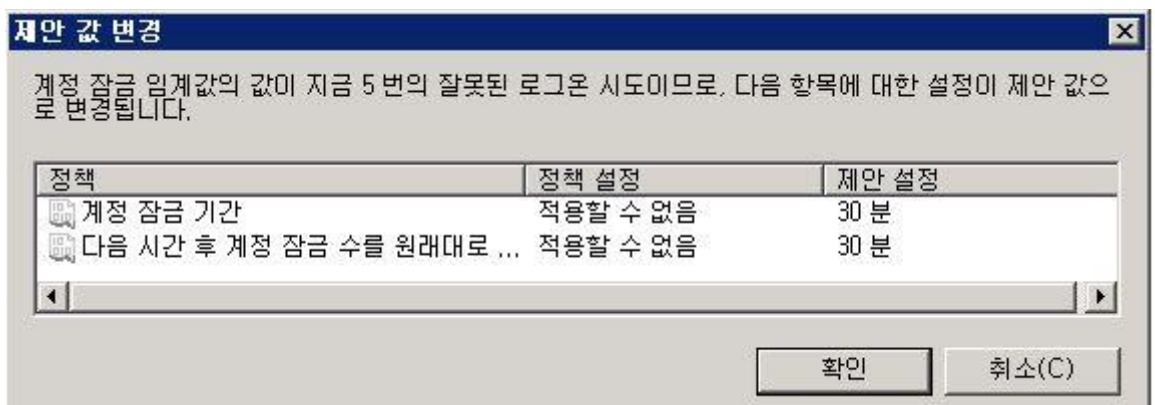 제안 값 변경
계정 잠금 임계값의 값이 지금 5 번의 잘못된 로그온 시도이므로, 다음 항목에 대한 설정이 제안 값으
로 변경됩니다.
정책 정책 설정 제안 설정
계정 잠금 기간 적용할 수 없음 30 분
다음 시간 후 계정 잠금 수를 원래대로 ... 적용할 수 없음 30 분
확인 취소(C)